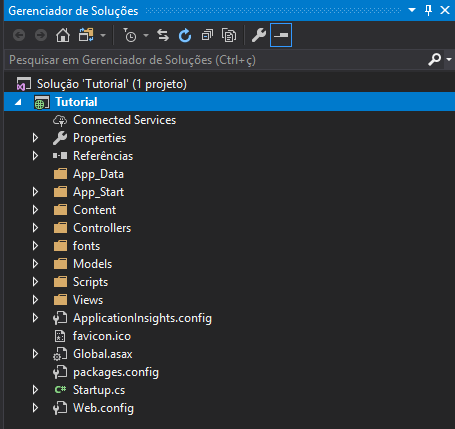 Gerenciador de Soluções
Pesquisar em Gerenciador de Soluções (Ctrl+ç)
Solução 'Tutorial' (1 projeto)
Tutorial
Connected Services
Properties
Referências
App_Data
App_Start
Content
Controllers
fonts
Models
Scripts
Views
ApplicationInsights.config
favicon.ico
Global.asax
packages.config
C# Startup.cs
Web.config